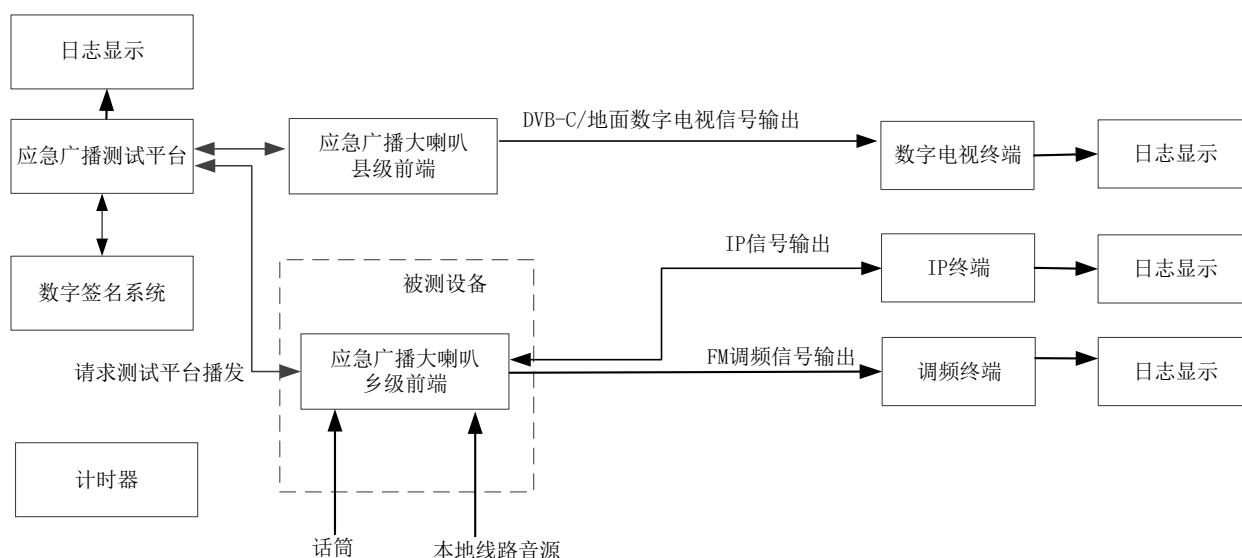 日志显示
应急广播测试平台
应急广播大喇叭
县级前端
DVB-C/地面数字电视信号输出
数字电视终端
日志显示
数字签名系统
被测设备
IP信号输出
IP终端
日志显示
请求测试平台播发
应急广播大喇叭
乡级前端
FM调频信号输出
调频终端
日志显示
计时器
话筒
本地线路音源